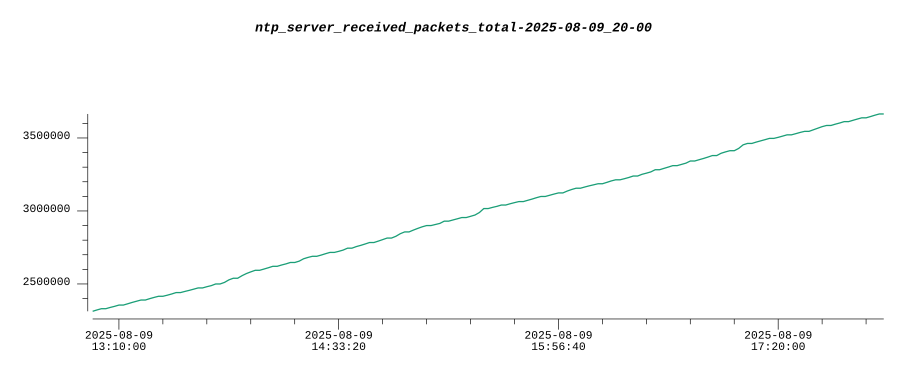 ntp_server_received_packets_total-2025-08-09_20-00
3500000
3000000
2500000
2025-08-09 2025-08-09 2025-08-09 2025-08-09
13:10:00 14:33:20 15:56:40 17:20:00